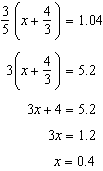 3/5 (x + 4/3) = 1.04
3(x + 4/3) = 5.2
3x + 4 = 5.2
3x = 1.2
x = 0.4